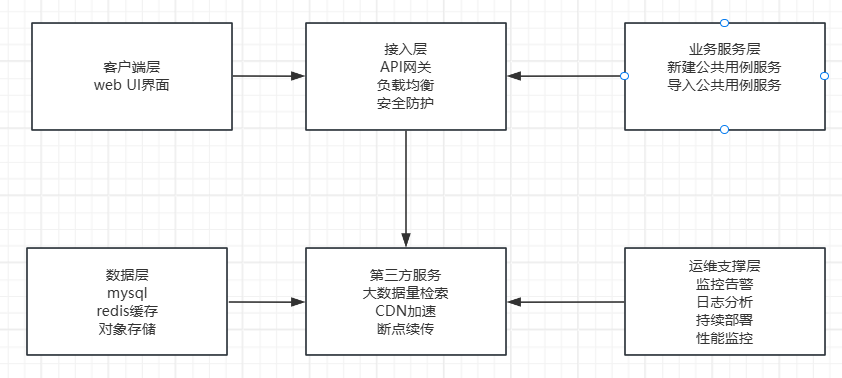 客户端层
web UI界面
接入层
API网关
负载均衡
安全防护
业务服务层
新建公共用例服务
导入公共用例服务
数据层
mysql
redis缓存
对象存储
第三方服务
大数据量检索
CDN加速
断点续传
运维支撑层
监控告警
日志分析
持续部署
性能监控